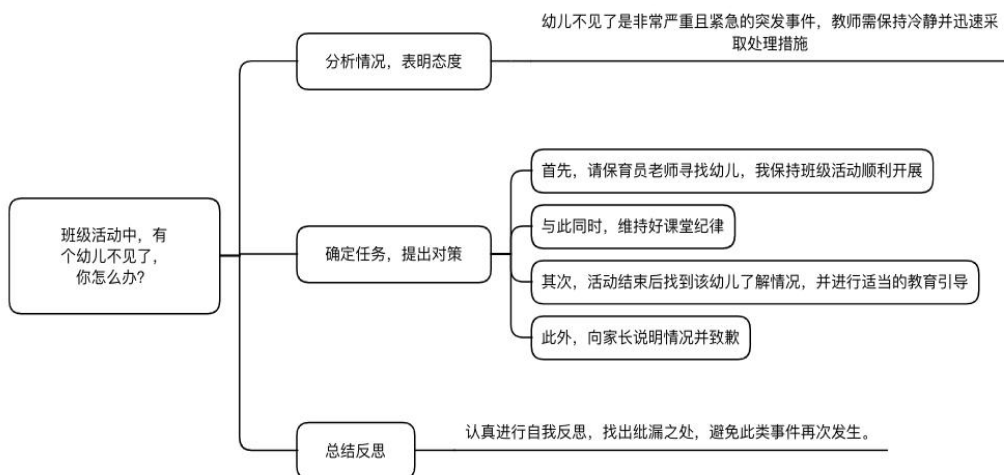 班级活动中，有
个幼儿不见了，
你怎么办？
分析情况，表明态度
幼儿不见了是非常严重且紧急的突发事件，教师需保持冷静并迅速采
取处理措施
确定任务，提出对策
首先，请保育员老师寻找幼儿，我保持班级活动顺利开展
与此同时，维持好课堂纪律
其次，活动结束后找到该幼儿了解情况，并进行适当的教育引导
此外，向家长说明情况并致歉
总结反思
认真进行自我反思，找出纰漏之处，避免此类事件再次发生。